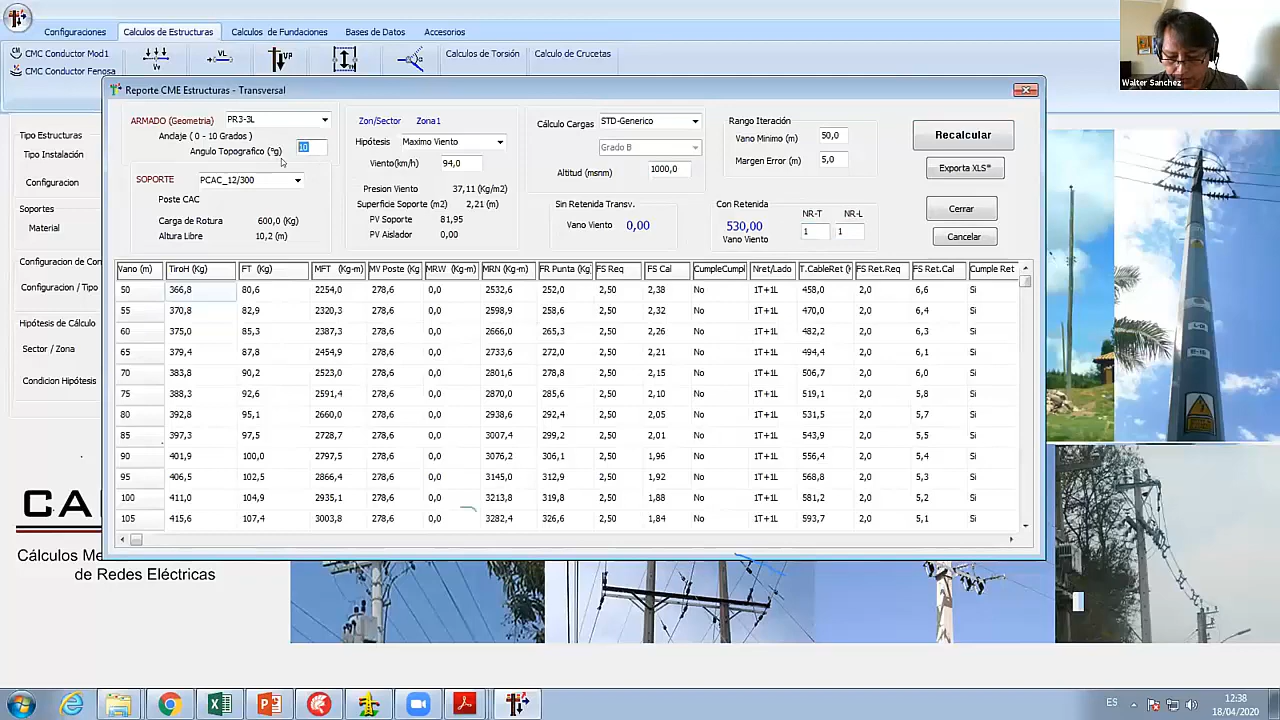 Configuraciones Calculos de Estructuras Calculos de Fundaciones Bases de Datos Accesorios
CMC Conductor Mod1
CMC Conductor Fenosa
Calculos de Torsión Calculo de Crucetas
Walter Sanchez
Reporte CME Estructuras - Transversal
ARMADO (Geometria) PR3-3L
Andaje ( 0 - 10 Grados )
Angulo Topografico (ºg) 10
SOPORTE PCAC_12/300
Poste CAC
Carga de Rotura 600,0 (Kg)
Altura Libre 10,2 (m)
Zon/Sector Zona1
Hipótesis Maximo Viento
Viento(km/h) 94,0
Presion Viento 37,11 (Kg/m2)
Superficie Soporte (m2) 2,21 (m)
PV Soporte 81,95
PV Aislador 0,00
Cálculo Cargas STD-Generico
Grado B
Altitud (msnm) 1000,0
Sin Retenida Transv.
Vano Viento 0,00
Rango Iteración
Vano Minimo (m) 50,0
Margen Error (m) 5,0
Con Retenida NR-T NR-L
530,00 1 1
Vano Viento
Recalcular
Exporta XLS*
Cerrar
Cancelar
Vano (m) TiroH (Kg) FT (Kg) MFT (Kg-m) MV Poste (Kg MRW (Kg-m) MRN (Kg-m) FR Punta (Kg) FS Req FS Cal CumpleCumpl Nret/Lado T.CableRet (K FS Ret.Req FS Ret.Cal Cumple Ret
50 366,8 80,6 2254,0 278,6 0,0 2532,6 252,0 2,50 2,38 No 1T+1L 458,0 2,0 6,6 Si
55 370,8 82,9 2320,3 278,6 0,0 2598,9 258,6 2,50 2,32 No 1T+1L 470,0 2,0 6,4 Si
60 375,0 85,3 2387,3 278,6 0,0 2666,0 265,3 2,50 2,26 No 1T+1L 482,2 2,0 6,3 Si
65 379,4 87,8 2454,9 278,6 0,0 2733,6 272,0 2,50 2,21 No 1T+1L 494,4 2,0 6,1 Si
70 383,8 90,2 2523,0 278,6 0,0 2801,6 278,8 2,50 2,15 No 1T+1L 506,7 2,0 6,0 Si
75 388,3 92,6 2591,4 278,6 0,0 2870,0 285,6 2,50 2,10 No 1T+1L 519,1 2,0 5,8 Si
80 392,8 95,1 2660,0 278,6 0,0 2938,6 292,4 2,50 2,05 No 1T+1L 531,5 2,0 5,7 Si
85 397,3 97,5 2728,7 278,6 0,0 3007,4 299,2 2,50 2,01 No 1T+1L 543,9 2,0 5,5 Si
90 401,9 100,0 2797,5 278,6 0,0 3076,2 306,1 2,50 1,96 No 1T+1L 556,4 2,0 5,4 Si
95 406,5 102,5 2866,4 278,6 0,0 3145,0 312,9 2,50 1,92 No 1T+1L 568,8 2,0 5,3 Si
100 411,0 104,9 2935,1 278,6 0,0 3213,8 319,8 2,50 1,88 No 1T+1L 581,2 2,0 5,2 Si
105 415,6 107,4 3003,8 278,6 0,0 3282,4 326,6 2,50 1,84 No 1T+1L 593,7 2,0 5,1 Si
Tipo Estructuras
Tipo Instalación
Configuracion
Soportes
Material
Configuracion de Con
Configuracion / Tipo
Hipótesis de Cálculo
Sector / Zona
Condicion Hipótesis
CA
Cálculos Me
de Redes Eléctricas
ES 12:38
18/04/2020